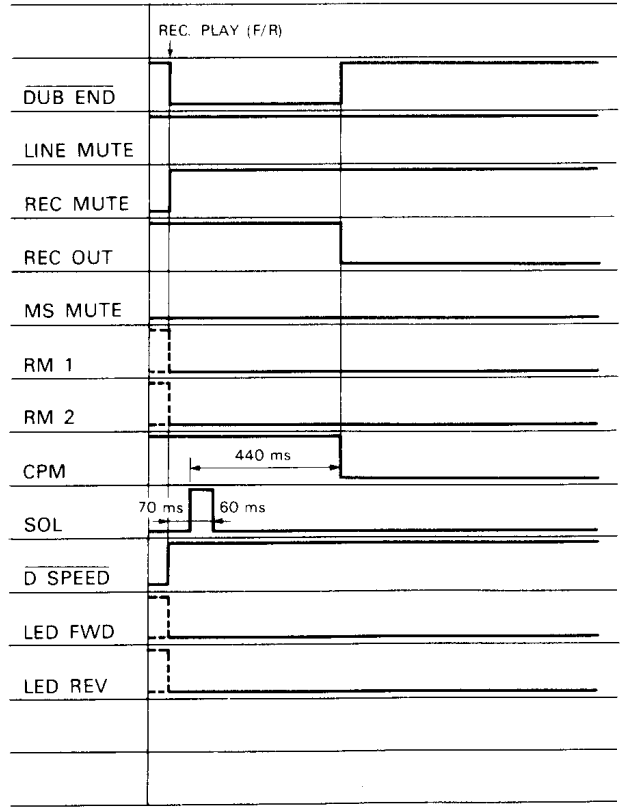 REC. PLAY (F/R)
DUB END
LINE MUTE
REC MUTE
REC OUT
MS MUTE
RM 1
RM 2
CPM
440 ms
70 ms 60 ms
SOL
D SPEED
LED FWD
LED REV